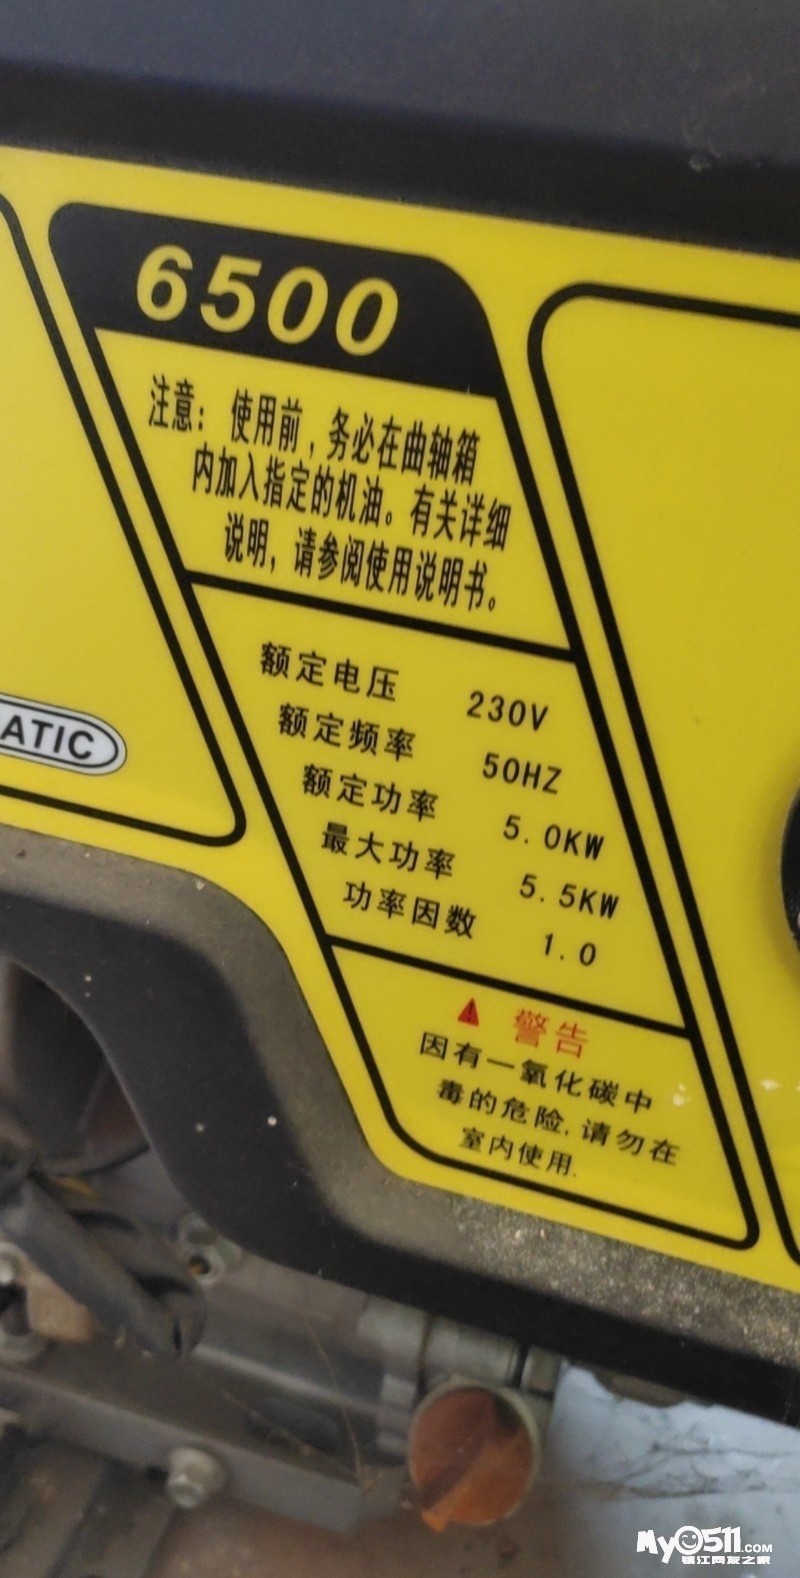 6500
注意：使用前，务必在曲轴箱
内加入指定的机油。有关详细
说明，请参阅使用说明书。
额定电压 230V
额定频率 50HZ
额定功率 5.0KW
最大功率 5.5KW
功率因数 1.0
ATIC
警告
因有一氧化碳中
毒的危险.请勿在
室内使用.
My0511.COM
镇江网友之家